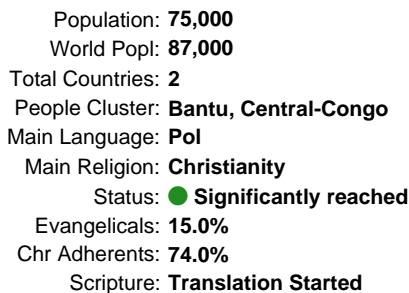 Population: 75,000
World Popl: 87,000
Total Countries: 2
People Cluster: Bantu, Central-Congo
Main Language: Pol
Main Religion: Christianity
Status: Significantly reached
Evangelicals: 15.0%
Chr Adherents: 74.0%
Scripture: Translation Started